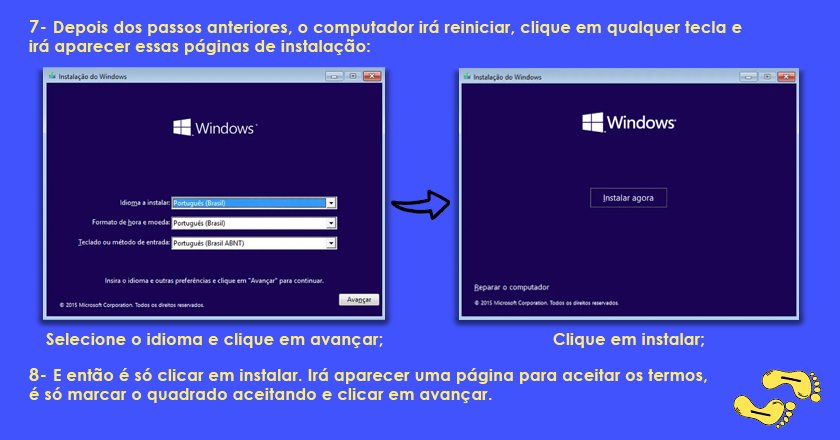 7- Depois dos passos anteriores, o computador irá reiniciar, clique em qualquer tecla e
irá aparecer essas páginas de instalação:
Instalação do Windows
Windows
Idioma a instalar: Português (Brasil)
Formato de hora e moeda: Português (Brasil)
Teclado ou método de entrada: Português (Brasil ABNT)
Insira o idioma e outras preferências e clique em "Avançar" para continuar.
© 2015 Microsoft Corporation. Todos os direitos reservados.
Avançar
Instalação do Windows
Windows
Instalar agora
Reparar o computador
© 2015 Microsoft Corporation. Todos os direitos reservados.
Selecione o idioma e clique em avançar;
Clique em instalar;
8- E então é só clicar em instalar. Irá aparecer uma página para aceitar os termos,
é só marcar o quadrado aceitando e clicar em avançar.